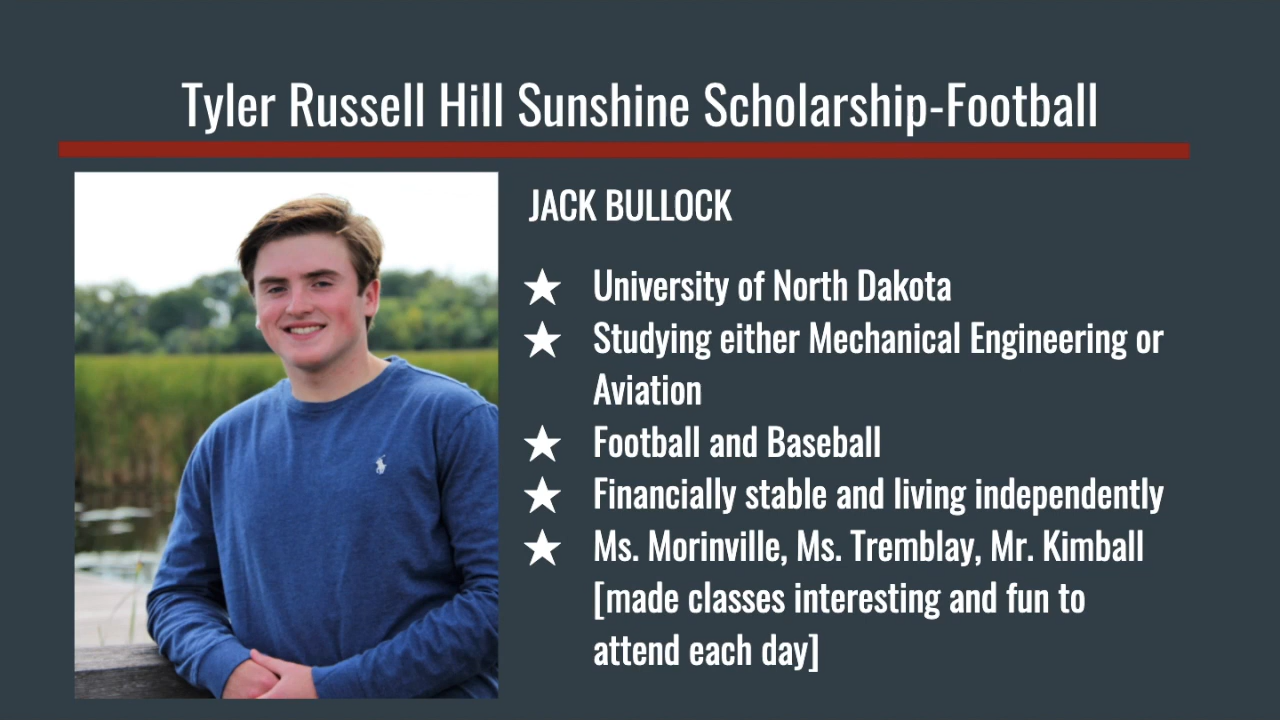 Tyler Russell Hill Sunshine Scholarship-Football
JACK BULLOCK
★ University of North Dakota
★ Studying either Mechanical Engineering or
Aviation
★ Football and Baseball
★ Financially stable and living independently
★ Ms. Morinville, Ms. Tremblay, Mr. Kimball
[made classes interesting and fun to
attend each day]